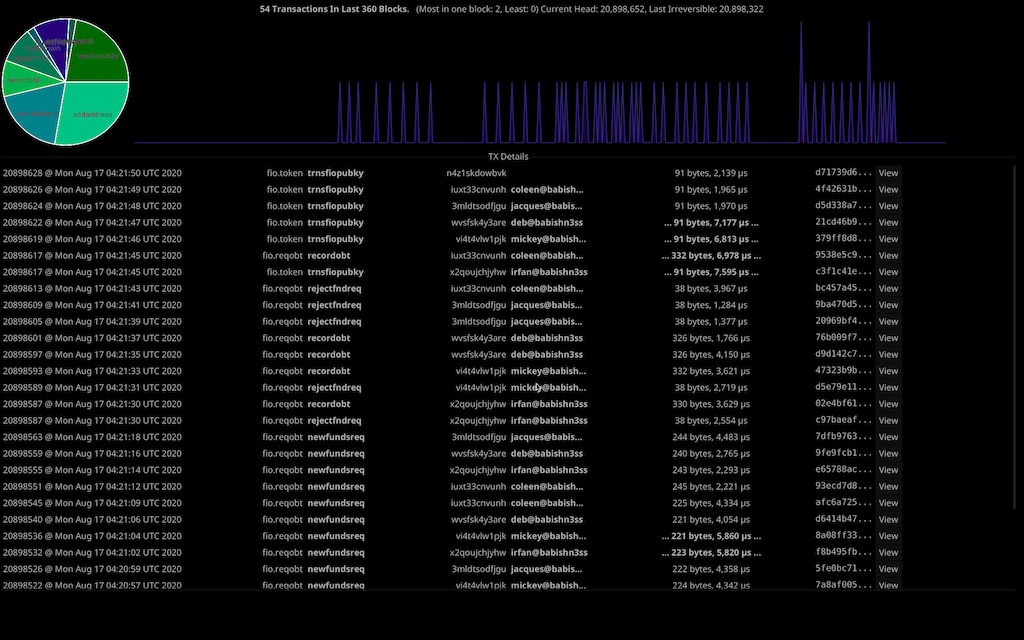 54 Transactions In Last 360 Blocks. (Most in one block: 2, Least: 0) Current Head: 20,898,652, Last Irreversible: 20,898,322
trnsfiopubky
recordobt
addaddress
TX Details
20898628 @ Mon Aug 17 04:21:50 UTC 2020 fio.token trnsfiopubky n4z1skdowbvk 91 bytes, 2,139 µs d71739d6... View
20898626 @ Mon Aug 17 04:21:49 UTC 2020 fio.token trnsfiopubky iuxt33cnvunh coleen@babish... 91 bytes, 1,965 µs 4f42631b... View
20898624 @ Mon Aug 17 04:21:48 UTC 2020 fio.token trnsfiopubky 3mldtsodfjgu jacques@babis... 91 bytes, 1,970 µs d5d338a7... View
20898622 @ Mon Aug 17 04:21:47 UTC 2020 fio.token trnsfiopubky wvsfsk4y3are deb@babishn3ss ... 91 bytes, 7,177 µs ... 21cd46b9... View
20898619 @ Mon Aug 17 04:21:46 UTC 2020 fio.token trnsfiopubky vi4t4vlw1pjk mickey@babish... ... 91 bytes, 6,813 µs ... 379ff8d8... View
20898617 @ Mon Aug 17 04:21:45 UTC 2020 fio.reqobt recordobt iuxt33cnvunh coleen@babish... ... 332 bytes, 6,978 µs ... 9538e5c9... View
20898617 @ Mon Aug 17 04:21:45 UTC 2020 fio.token trnsfiopubky x2qoujchjyhw irfan@babishn3ss ... 91 bytes, 7,595 µs ... c3f1c41e... View
20898613 @ Mon Aug 17 04:21:43 UTC 2020 fio.reqobt rejectfndreq iuxt33cnvunh coleen@babish... 38 bytes, 3,967 µs bc457a45... View
20898609 @ Mon Aug 17 04:21:41 UTC 2020 fio.reqobt rejectfndreq 3mldtsodfjgu jacques@babis... 38 bytes, 1,284 µs 9ba470d5... View
20898605 @ Mon Aug 17 04:21:39 UTC 2020 fio.reqobt rejectfndreq 3mldtsodfjgu jacques@babis... 38 bytes, 1,377 µs 20969bf4... View
20898601 @ Mon Aug 17 04:21:37 UTC 2020 fio.reqobt recordobt wvsfsk4y3are deb@babishn3ss 326 bytes, 1,766 µs 76b009f7... View
20898597 @ Mon Aug 17 04:21:35 UTC 2020 fio.reqobt recordobt wvsfsk4y3are deb@babishn3ss 326 bytes, 4,150 µs d9d142c7... View
20898593 @ Mon Aug 17 04:21:33 UTC 2020 fio.reqobt recordobt vi4t4vlw1pjk mickey@babish... 332 bytes, 3,621 µs 47323b9b... View
20898589 @ Mon Aug 17 04:21:31 UTC 2020 fio.reqobt rejectfndreq vi4t4vlw1pjk mickey@babish... 38 bytes, 2,719 µs d5e79e11... View
20898587 @ Mon Aug 17 04:21:30 UTC 2020 fio.reqobt recordobt x2qoujchjyhw irfan@babishn3ss 330 bytes, 3,629 µs 02e4bf61... View
20898587 @ Mon Aug 17 04:21:30 UTC 2020 fio.reqobt rejectfndreq x2qoujchjyhw irfan@babishn3ss 38 bytes, 2,554 µs c97baeaf... View
20898563 @ Mon Aug 17 04:21:18 UTC 2020 fio.reqobt newfundsreq 3mldtsodfjgu jacques@babis... 244 bytes, 4,483 µs 7dfb9763... View
20898559 @ Mon Aug 17 04:21:16 UTC 2020 fio.reqobt newfundsreq wvsfsk4y3are deb@babishn3ss 240 bytes, 2,765 µs 9fe9fcb1... View
20898555 @ Mon Aug 17 04:21:14 UTC 2020 fio.reqobt newfundsreq x2qoujchjyhw irfan@babishn3ss 243 bytes, 2,293 µs e65788ac... View
20898551 @ Mon Aug 17 04:21:12 UTC 2020 fio.reqobt newfundsreq iuxt33cnvunh coleen@babish... 245 bytes, 2,221 µs 93ecd7d8... View
20898545 @ Mon Aug 17 04:21:09 UTC 2020 fio.reqobt newfundsreq iuxt33cnvunh coleen@babish... 225 bytes, 4,334 µs afc6a725... View
20898540 @ Mon Aug 17 04:21:06 UTC 2020 fio.reqobt newfundsreq wvsfsk4y3are deb@babishn3ss 221 bytes, 4,054 µs d6414b47... View
20898536 @ Mon Aug 17 04:21:04 UTC 2020 fio.reqobt newfundsreq vi4t4vlw1pjk mickey@babish... ... 221 bytes, 5,860 µs ... 8a08ff33... View
20898532 @ Mon Aug 17 04:21:02 UTC 2020 fio.reqobt newfundsreq x2qoujchjyhw irfan@babishn3ss ... 223 bytes, 5,820 µs ... f8b495fb... View
20898526 @ Mon Aug 17 04:20:59 UTC 2020 fio.reqobt newfundsreq 3mldtsodfjgu jacques@babis... 222 bytes, 4,358 µs 5fe0bc71... View
20898522 @ Mon Aug 17 04:20:57 UTC 2020 fio.reqobt newfundsreq vi4t4vlw1pjk mickey@babish... 224 bytes, 4,342 µs 7a8af005... View